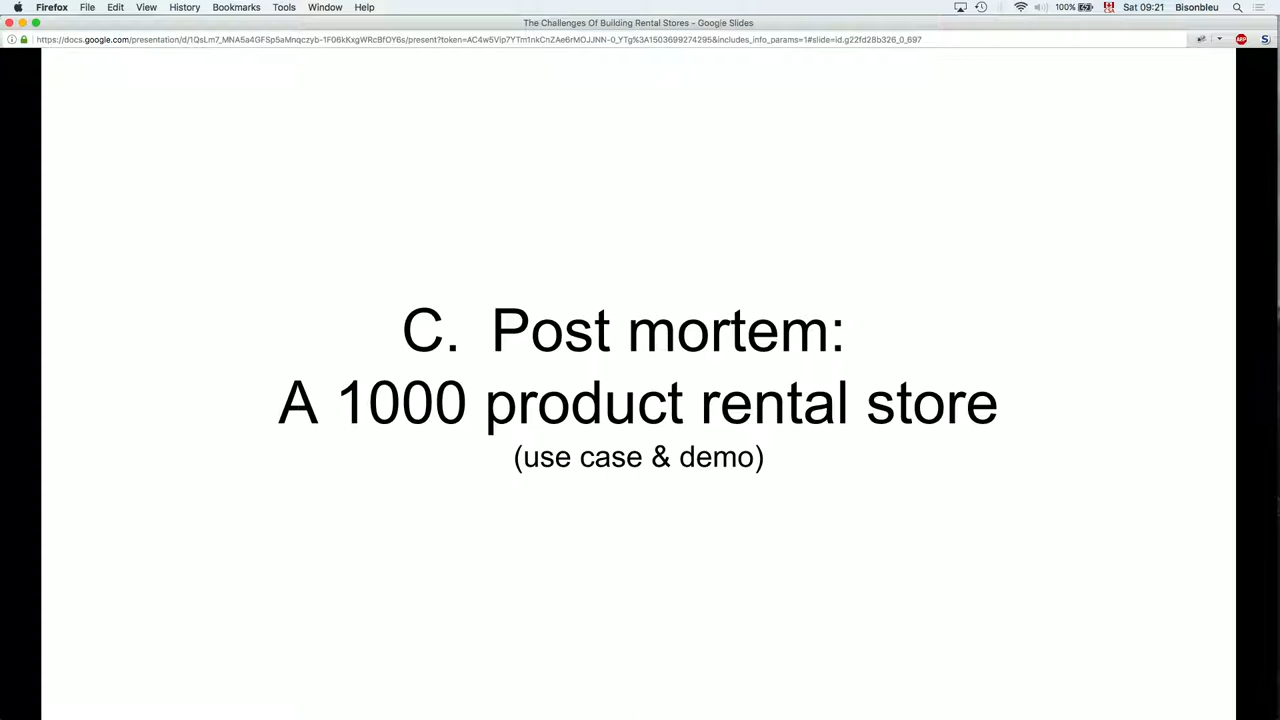 Firefox File Edit View History Bookmarks Tools Window Help 100% Sat 09:21 Bisonbleu
The Challenges Of Building Rental Stores - Google Slides
C. Post mortem:
A 1000 product rental store
(use case & demo)